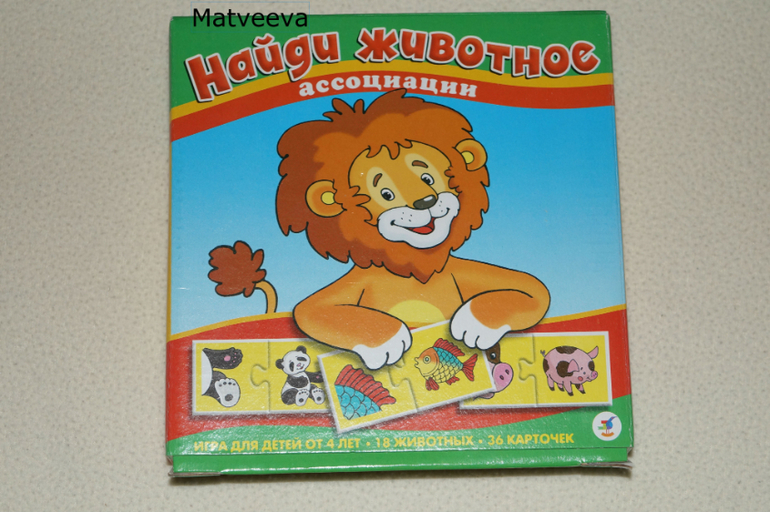 Matveeva
Найди животное
ассоциации
ИГРА ДЛЯ ДЕТЕЙ ОТ 4 ЛЕТ • 18 ЖИВОТНЫХ • 36 КАРТОЧЕК